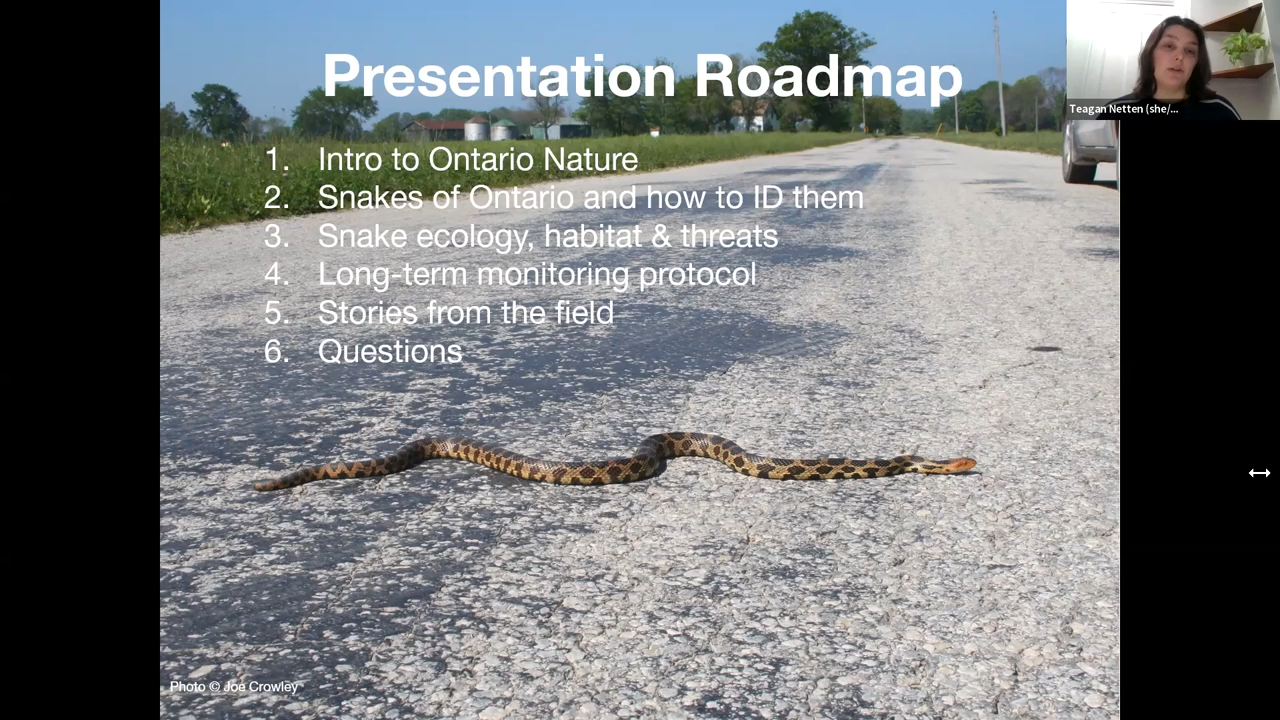 Presentation Roadmap
Teagan Netten (she/...
1. Intro to Ontario Nature
2. Snakes of Ontario and how to ID them
3. Snake ecology, habitat & threats
4. Long-term monitoring protocol
5. Stories from the field
6. Questions
Photo © Joe Crowley